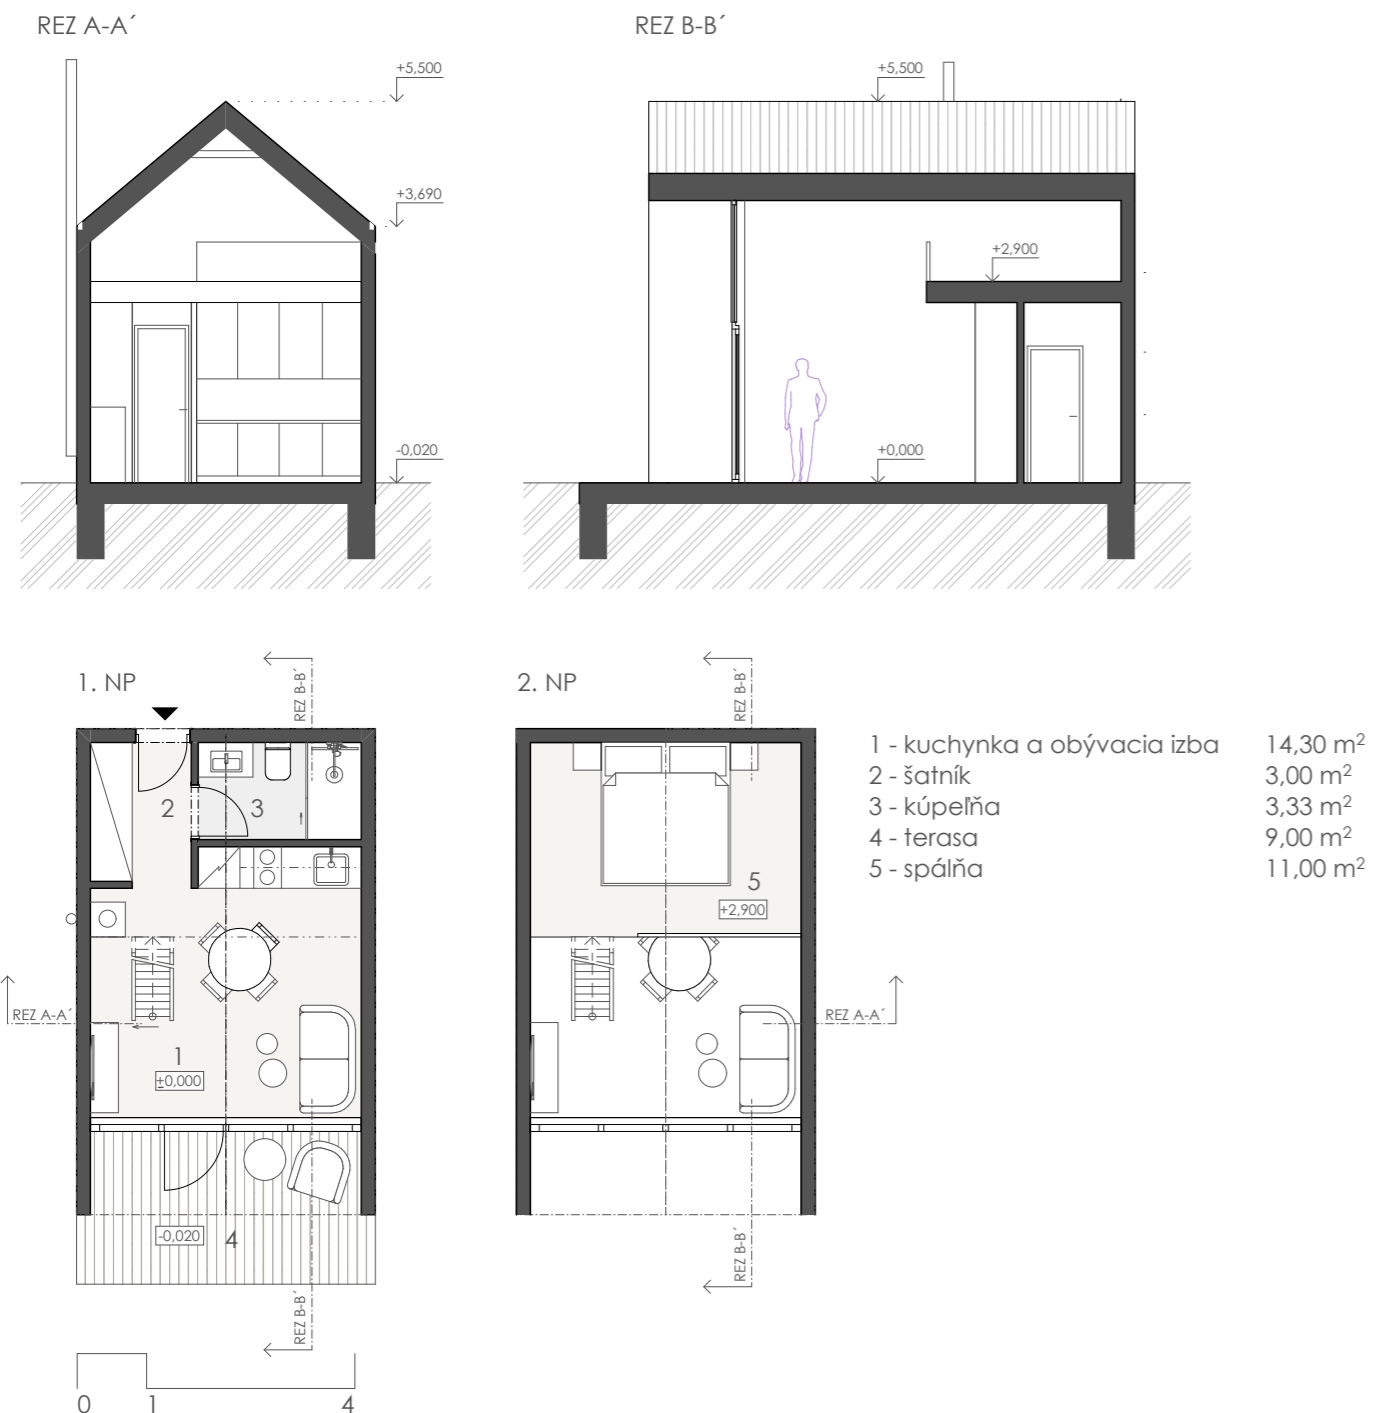 REZ A-A´
REZ B-B´
+5,500
+5,500
+3,690
+2,900
-0,020
+0,000
1. NP
2. NP
REZ B-B´
REZ B-B´
1 - kuchynka a obývacia izba 14,30 m²
2 - šatník 3,00 m²
3 - kúpeľňa 3,33 m²
4 - terasa 9,00 m²
5 - spálňa 11,00 m²
2
3
5
+2,900
REZ A-A´
REZ A-A´
1
±0,000
-0,020
4
REZ B-B´
REZ B-B´
0 1 4